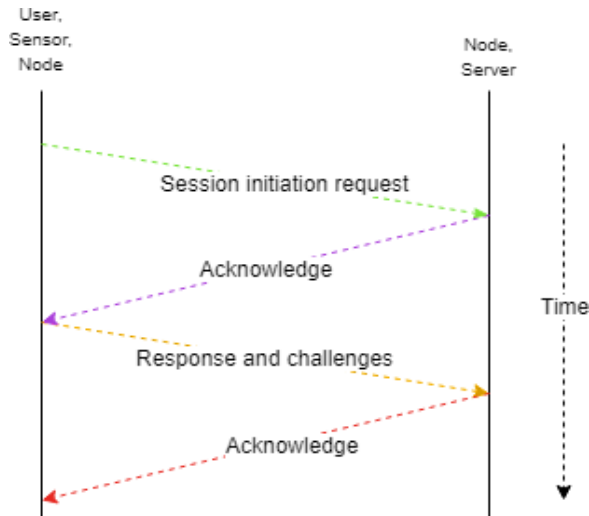 User,
Sensor,
Node
Node,
Server
Session initiation request
Acknowledge
Time
Response and challenges
Acknowledge